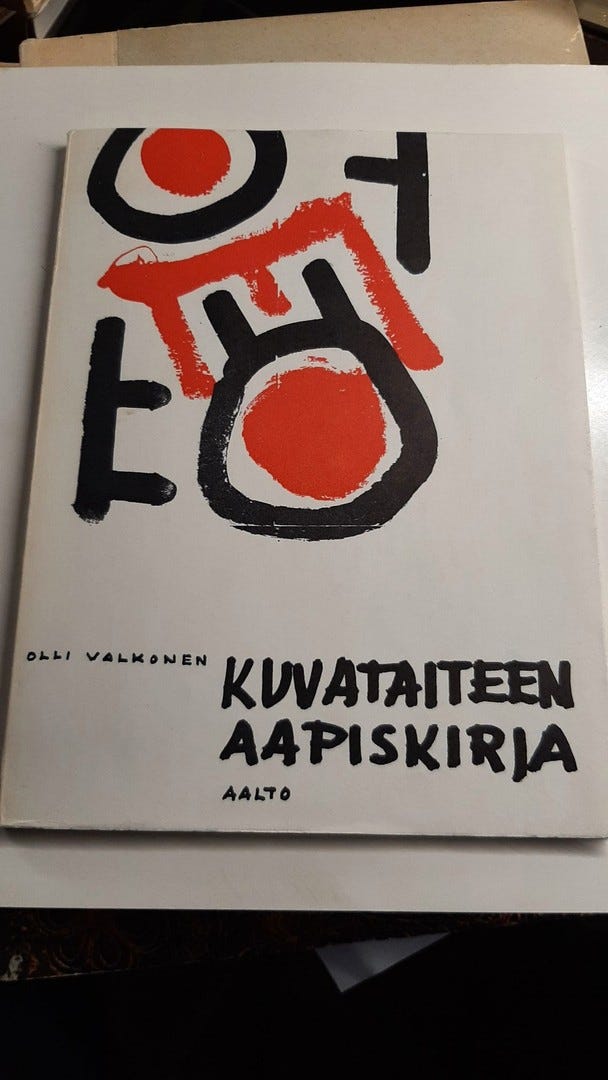 OLLI VALKONEN
KUVATAITEEN
AAPISKIRJA
AALTO